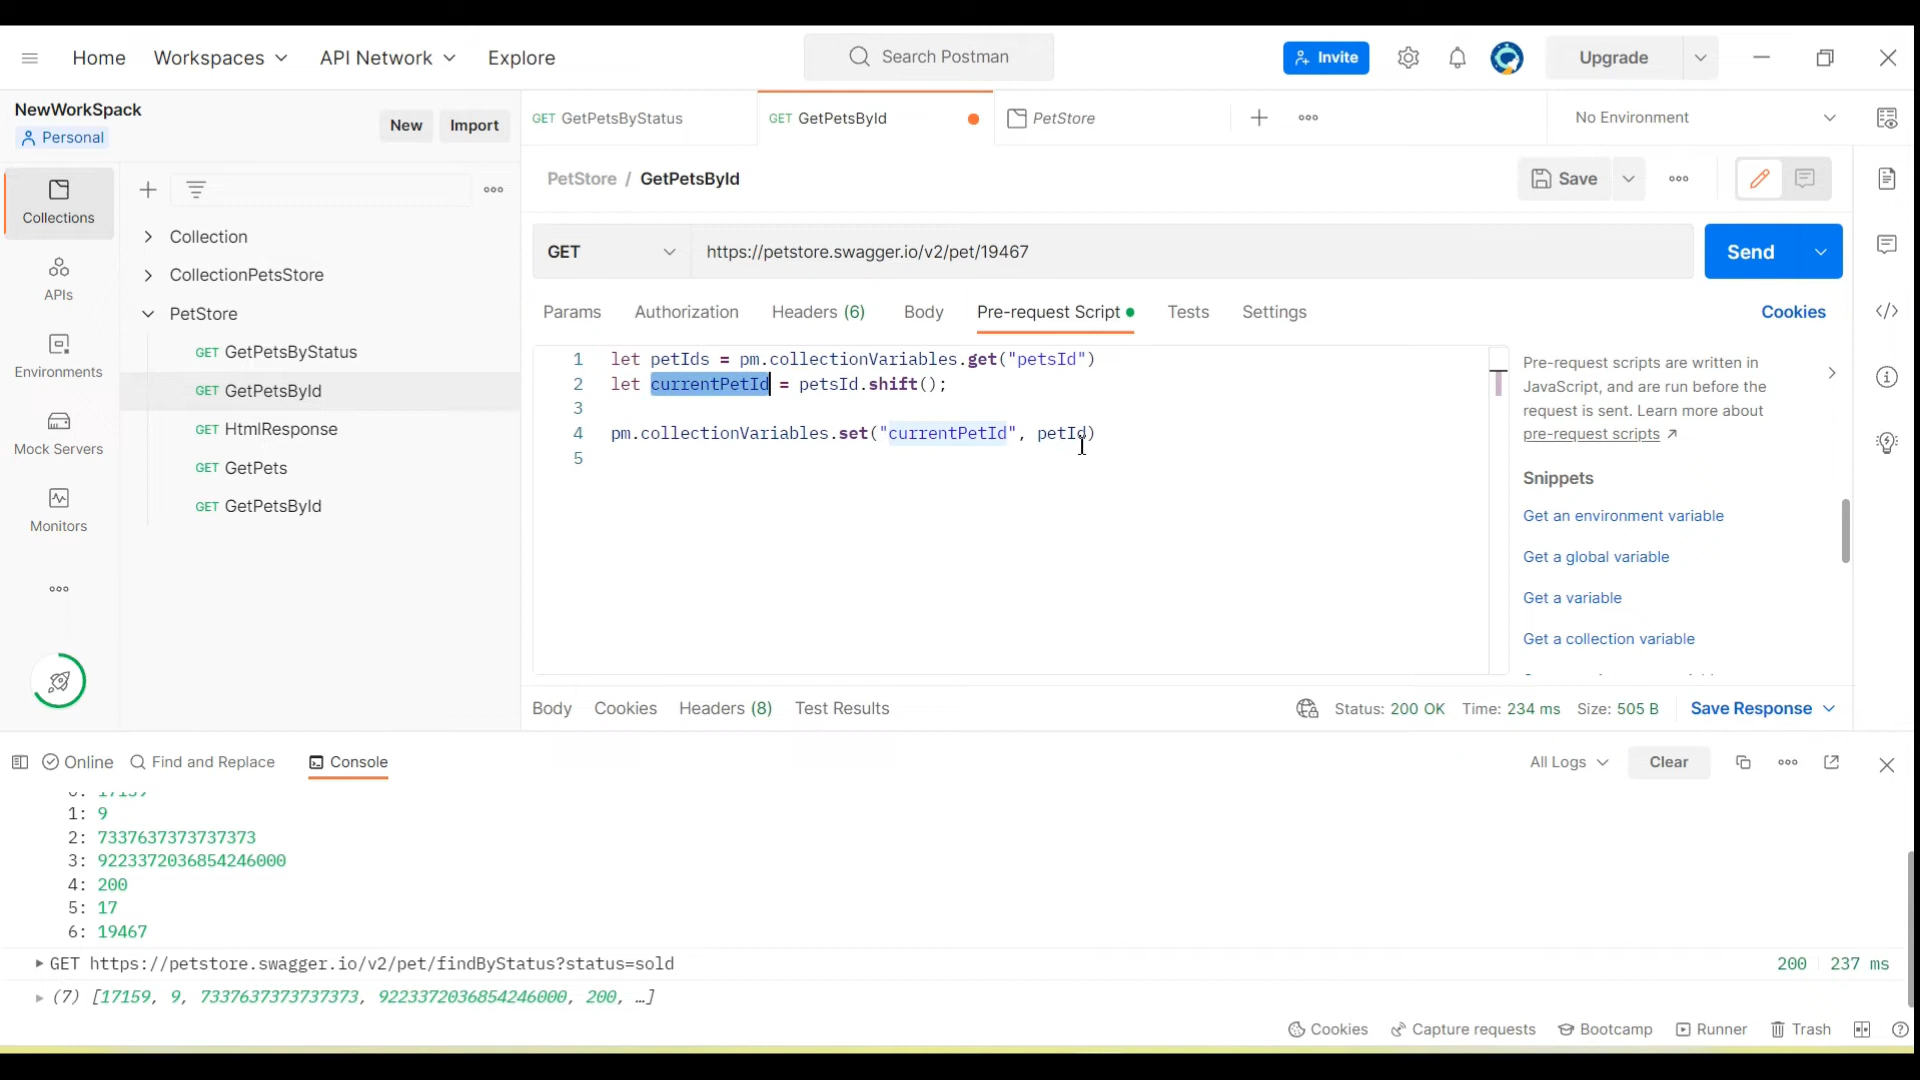 Home Workspaces API Network Explore Search Postman Invite Upgrade
NewWorkSpack
Personal
New Import
GET GetPetsByStatus GET GetPetsById PetStore No Environment
PetStore / GetPetsById Save
Collections
APIs
Environments
Mock Servers
Monitors
Collection
CollectionPetsStore
PetStore
GET GetPetsByStatus
GET GetPetsById
GET HtmlResponse
GET GetPets
GET GetPetsById
GET https://petstore.swagger.io/v2/pet/19467 Send
Params Authorization Headers (6) Body Pre-request Script Tests Settings Cookies
1 let petIds = pm.collectionVariables.get("petsId")
2 let currentPetId = petsId.shift();
3
4 pm.collectionVariables.set("currentPetId", petId)
5
Pre-request scripts are written in
JavaScript, and are run before the
request is sent. Learn more about
pre-request scripts
Snippets
Get an environment variable
Get a global variable
Get a variable
Get a collection variable
Body Cookies Headers (8) Test Results Status: 200 OK Time: 234 ms Size: 505 B Save Response
Online Find and Replace Console All Logs Clear
0: 17159
1: 9
2: 7337637373737373
3: 9223372036854246000
4: 200
5: 17
6: 19467
GET https://petstore.swagger.io/v2/pet/findByStatus?status=sold 200 237 ms
(7) [17159, 9, 7337637373737373, 9223372036854246000, 200, …]
Cookies Capture requests Bootcamp Runner Trash